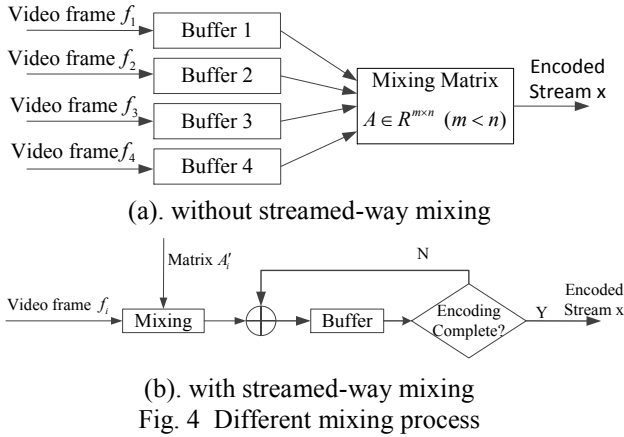 Video frame f₁
Buffer 1
Video frame f₂
Buffer 2
Video frame f₃
Buffer 3
Video frame f₄
Buffer 4
Mixing Matrix
A ∈ R^{m×n} (m < n)
Encoded
Stream x
(a). without streamed-way mixing
Matrix A′ᵢ
N
Video frame fᵢ
Mixing
Buffer
Encoding
Complete?
Y
Encoded
Stream x
(b). with streamed-way mixing
Fig. 4 Different mixing process